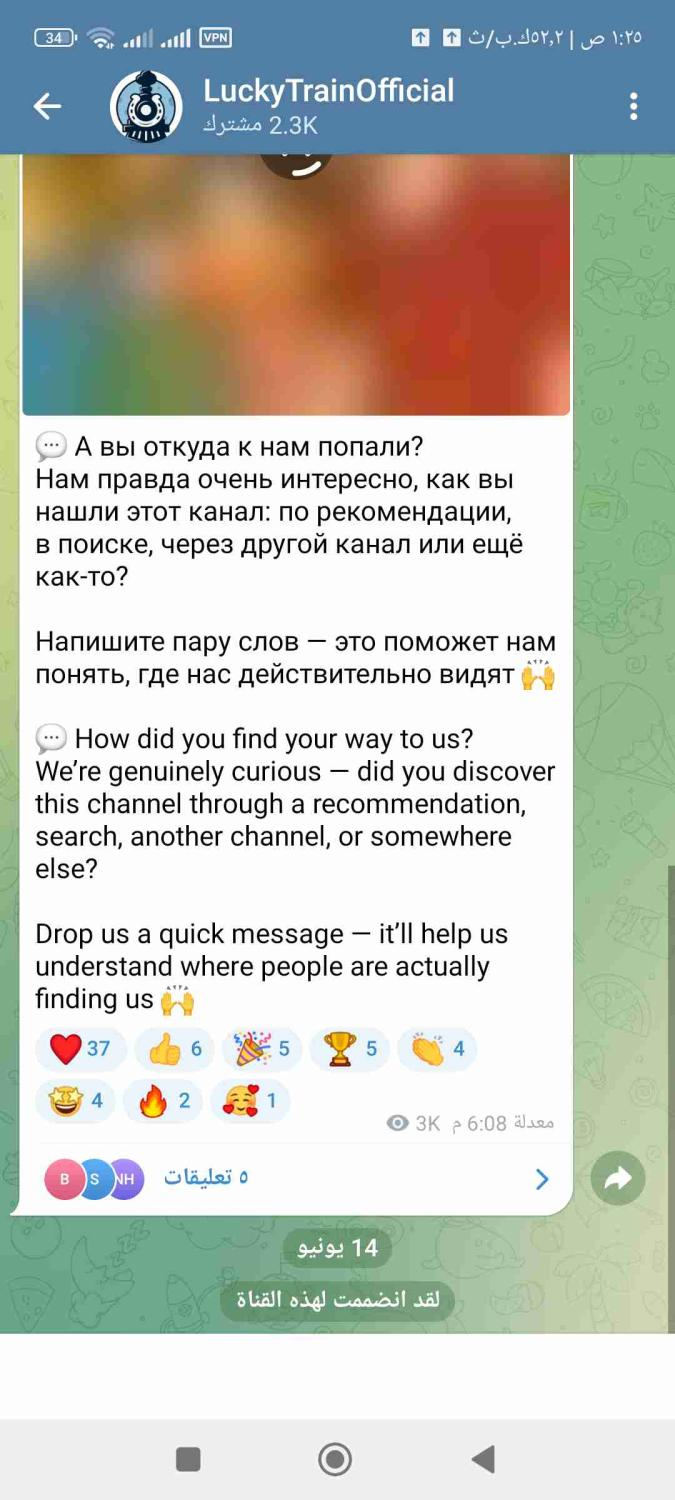 34 VPN ١:٢٥ ص | ٥٢,٢ك.ب/ث
LuckyTrainOfficial
2.3K مشترك
💬 А вы откуда к нам попали?
Нам правда очень интересно, как вы
нашли этот канал: по рекомендации,
в поиске, через другой канал или ещё
как-то?
Напишите пару слов — это поможет нам
понять, где нас действительно видят 🙌
💬 How did you find your way to us?
We’re genuinely curious — did you discover
this channel through a recommendation,
search, another channel, or somewhere
else?
Drop us a quick message — it’ll help us
understand where people are actually
finding us 🙌
❤️ 37 👍 6 🎉 5 🏆 5 👏 4
🤩 4 🔥 2 🥰 1
3K معدلة 6:08 م
B S NH ٥ تعليقات
14 يونيو
لقد انضممت لهذه القناة